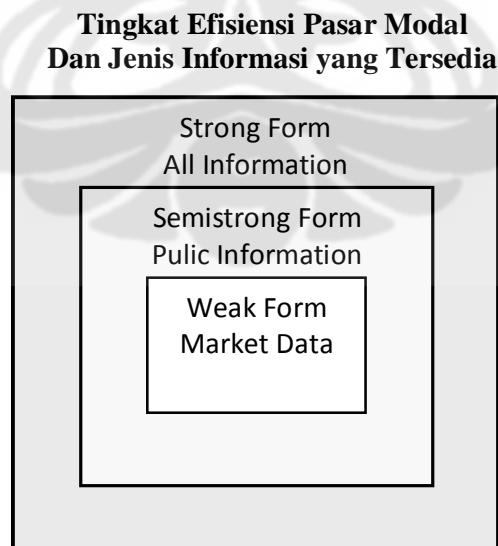 Tingkat Efisiensi Pasar Modal
Dan Jenis Informasi yang Tersedia
Strong Form
All Information
Semistrong Form
Pulic Information
Weak Form
Market Data